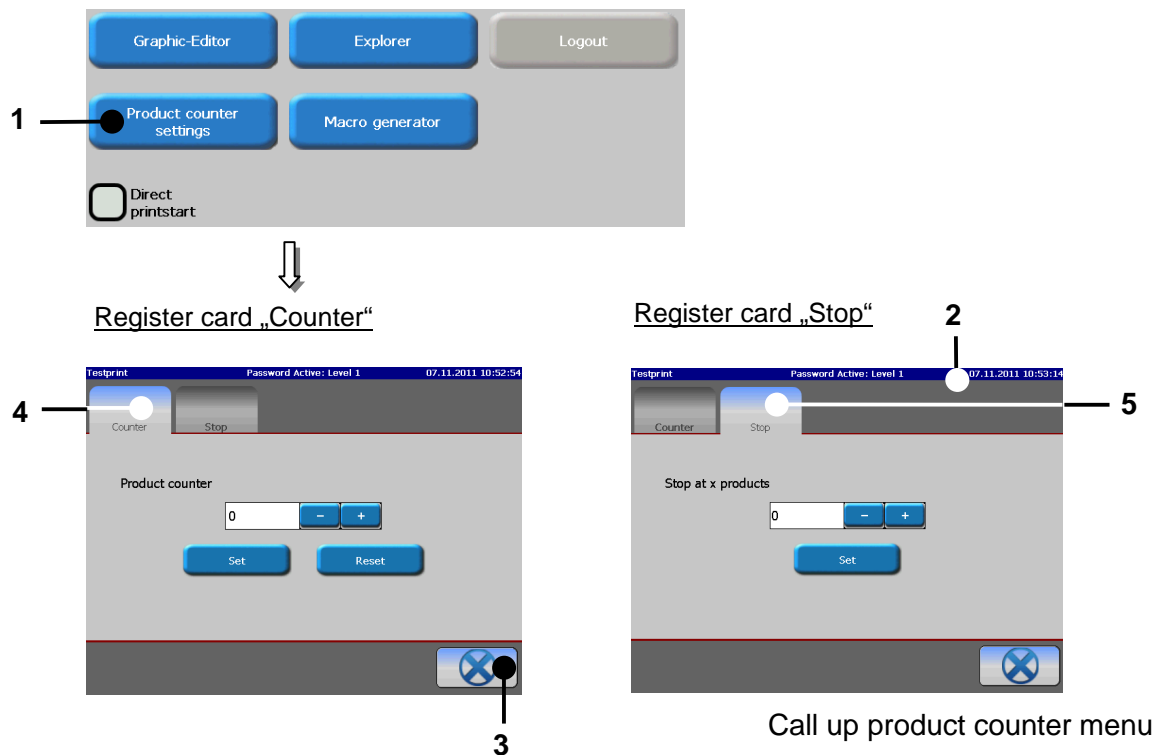 Graphic-Editor
Explorer
Logout
1
Product counter
settings
Macro generator
Direct
printstart
Register card „Counter“
Register card „Stop“
2
Testprint
Password Active: Level 1
07.11.2011 10:52:54
Testprint
Password Active: Level 1
07.11.2011 10:53:14
4
5
Counter
Stop
Counter
Stop
Product counter
Stop at x products
0
–
+
0
–
+
Set
Reset
Set
3
Call up product counter menu